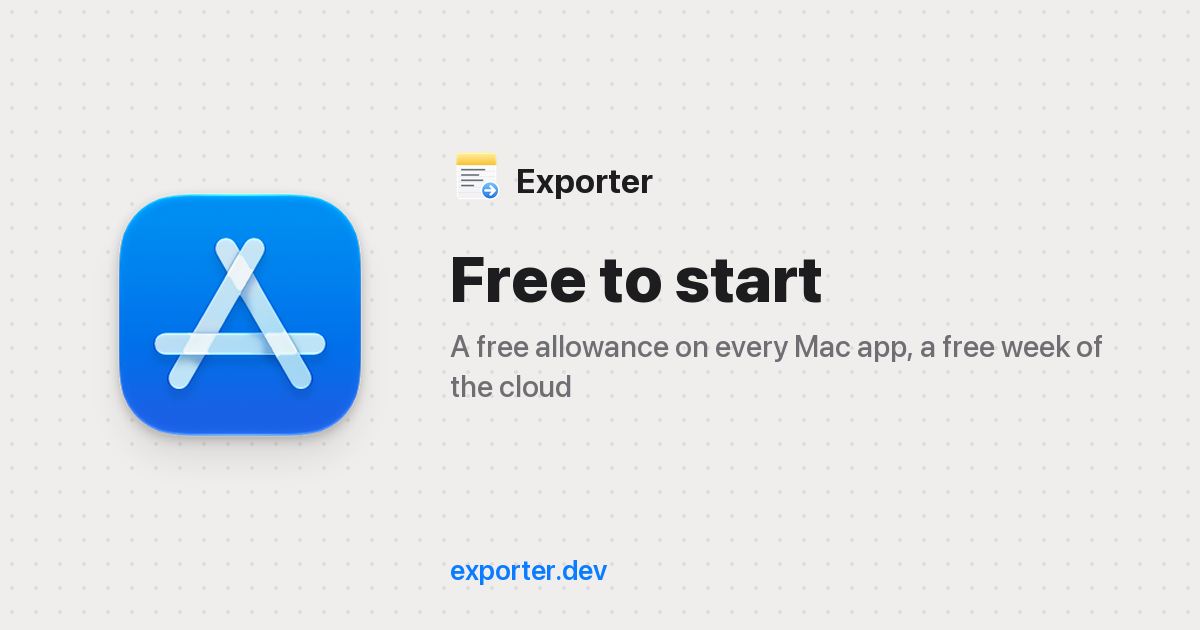 Exporter
Free to start
A free allowance on every Mac app, a free week of
the cloud
exporter.dev